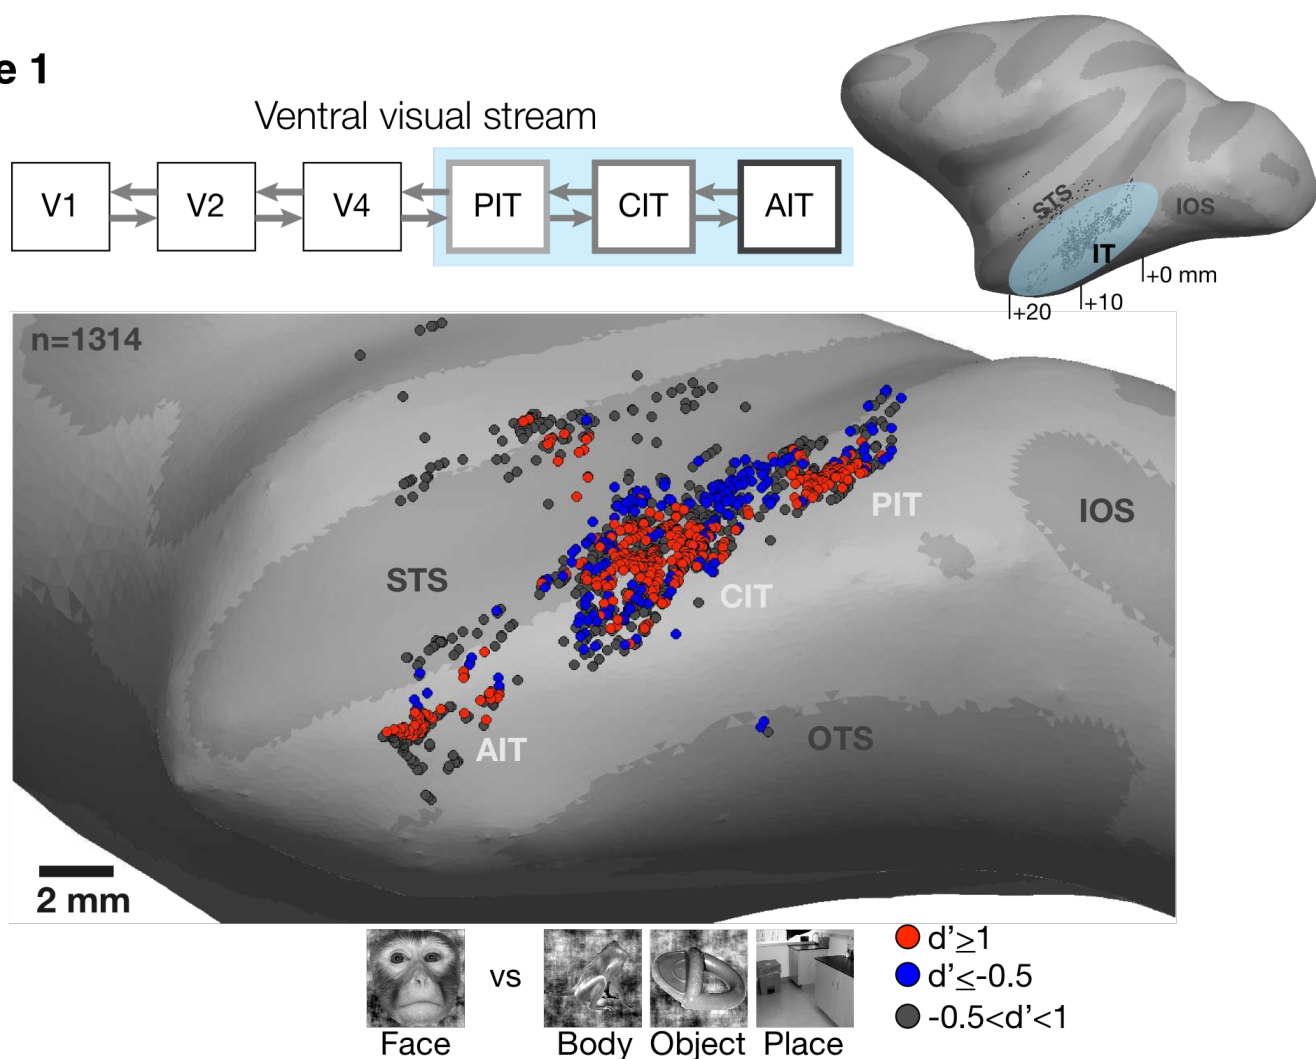 e 1
Ventral visual stream
V1
V2
V4
PIT
CIT
AIT
STS
IOS
IT
+0 mm
+10
+20
n=1314
PIT
IOS
STS
CIT
OTS
AIT
2 mm
vs
Face
Body
Object
Place
d’≥1
d’≤-0.5
-0.5<d’<1